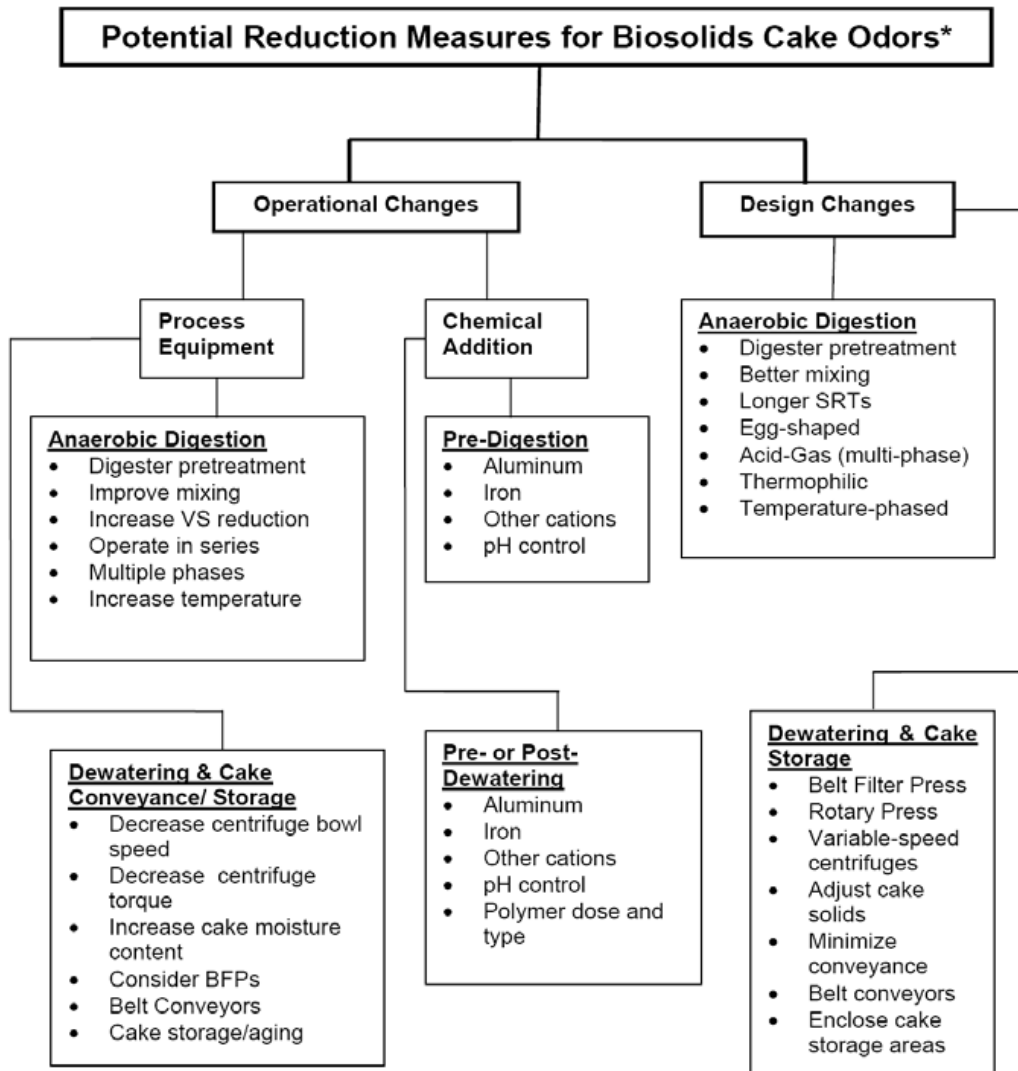 Potential Reduction Measures for Biosolids Cake Odors*
Operational Changes
Design Changes
Process
Equipment
Chemical
Addition
Anaerobic Digestion
• Digester pretreatment
• Improve mixing
• Increase VS reduction
• Operate in series
• Multiple phases
• Increase temperature
Pre-Digestion
• Aluminum
• Iron
• Other cations
• pH control
Anaerobic Digestion
• Digester pretreatment
• Better mixing
• Longer SRTs
• Egg-shaped
• Acid-Gas (multi-phase)
• Thermophilic
• Temperature-phased
Dewatering & Cake
Conveyance/ Storage
• Decrease centrifuge bowl
speed
• Decrease centrifuge
torque
• Increase cake moisture
content
• Consider BFPs
• Belt Conveyors
• Cake storage/aging
Pre- or Post-
Dewatering
• Aluminum
• Iron
• Other cations
• pH control
• Polymer dose and
type
Dewatering & Cake
Storage
• Belt Filter Press
• Rotary Press
• Variable-speed
centrifuges
• Adjust cake
solids
• Minimize
conveyance
• Belt conveyors
• Enclose cake
storage areas